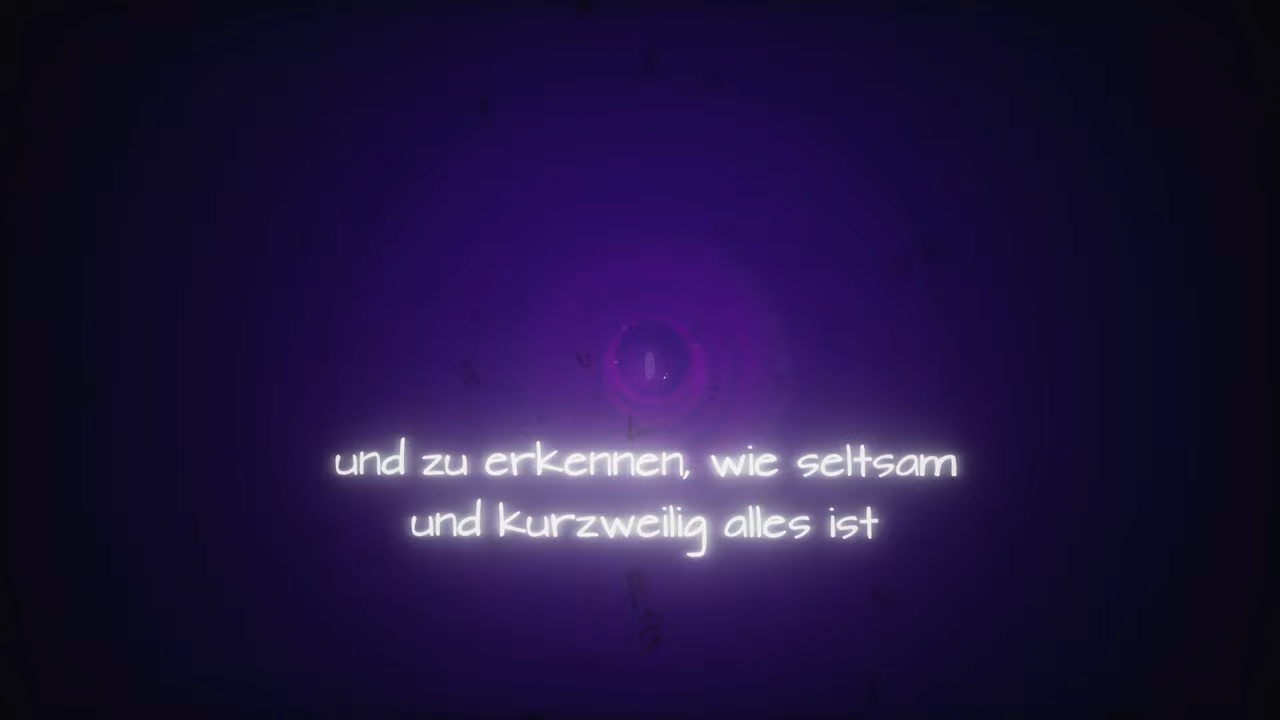 und zu erkennen, wie seltsam
und kurzweilig alles ist